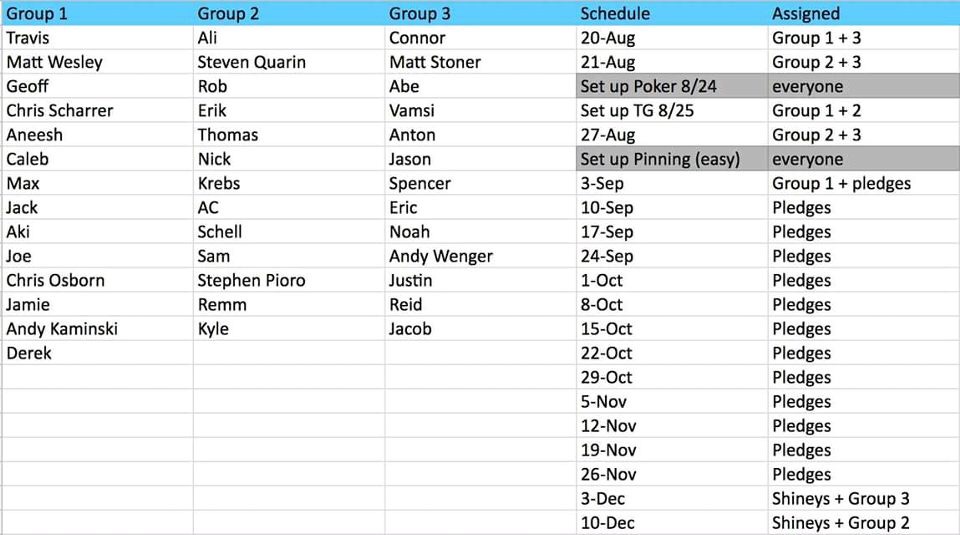 Group 1 Group 2 Group 3 Schedule Assigned
Travis Ali Connor 20-Aug Group 1 + 3
Matt Wesley Steven Quarin Matt Stoner 21-Aug Group 2 + 3
Geoff Rob Abe Set up Poker 8/24 everyone
Chris Scharrer Erik Vamsi Set up TG 8/25 Group 1 + 2
Aneesh Thomas Anton 27-Aug Group 2 + 3
Caleb Nick Jason Set up Pinning (easy) everyone
Max Krebs Spencer 3-Sep Group 1 + pledges
Jack AC Eric 10-Sep Pledges
Aki Schell Noah 17-Sep Pledges
Joe Sam Andy Wenger 24-Sep Pledges
Chris Osborn Stephen Pioro Justin 1-Oct Pledges
Jamie Remm Reid 8-Oct Pledges
Andy Kaminski Kyle Jacob 15-Oct Pledges
Derek 22-Oct Pledges
29-Oct Pledges
5-Nov Pledges
12-Nov Pledges
19-Nov Pledges
26-Nov Pledges
3-Dec Shineys + Group 3
10-Dec Shineys + Group 2